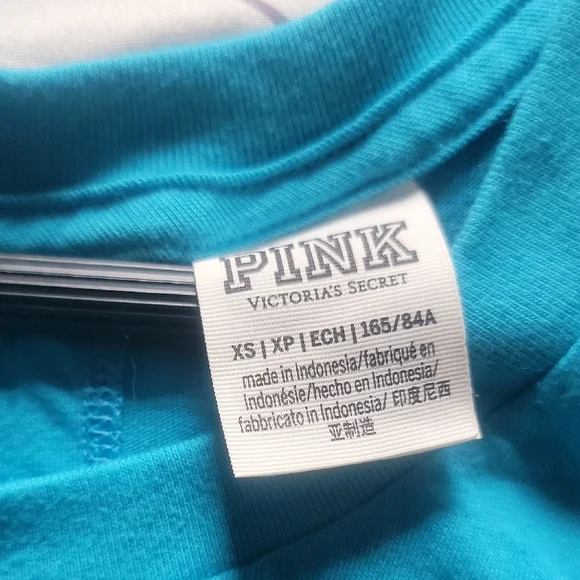 PINK
VICTORIA'S SECRET
XS | XP | ECH | 165/84A
made in Indonesia/fabriqué en
Indonésie/hecho en Indonesia/
fabbricato in Indonesia/ 印度尼西
亚制造